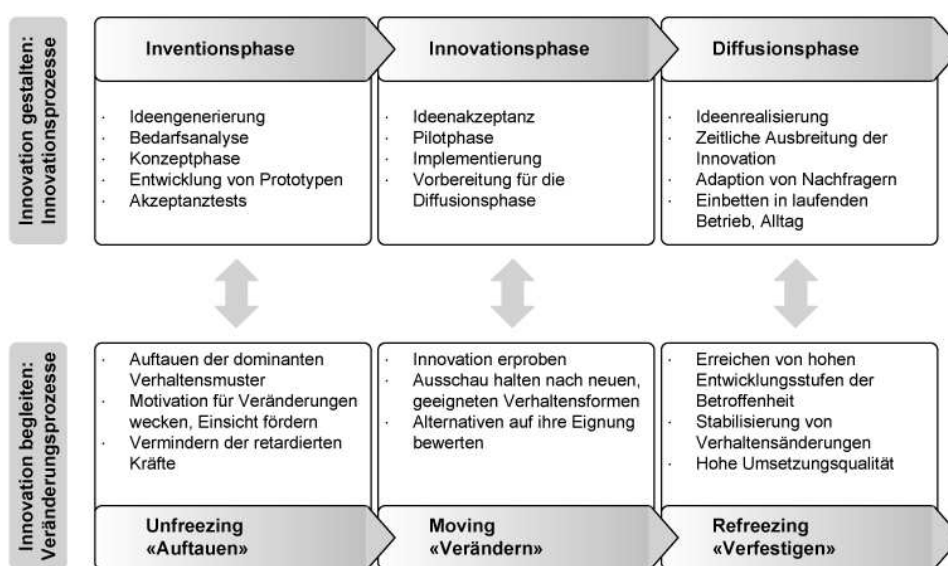 Innovation gestalten:
Innovationsprozesse
Inventionsphase
· Ideengenerierung
· Bedarfsanalyse
· Konzeptphase
· Entwicklung von Prototypen
· Akzeptanztests
Innovationsphase
· Ideenakzeptanz
· Pilotphase
· Implementierung
· Vorbereitung für die
Diffusionsphase
Diffusionsphase
· Ideenrealisierung
· Zeitliche Ausbreitung der
Innovation
· Adaption von Nachfragern
· Einbetten in laufenden
Betrieb, Alltag
Innovation begleiten:
Veränderungsprozesse
· Auftauen der dominanten
Verhaltensmuster
· Motivation für Veränderungen
wecken, Einsicht fördern
· Vermindern der retardierten
Kräfte
Unfreezing
«Auftauen»
· Innovation erproben
· Ausschau halten nach neuen,
geeigneten Verhaltensformen
· Alternativen auf ihre Eignung
bewerten
Moving
«Verändern»
· Erreichen von hohen
Entwicklungsstufen der
Betroffenheit
· Stabilisierung von
Verhaltensänderungen
· Hohe Umsetzungsqualität
Refreezing
«Verfestigen»